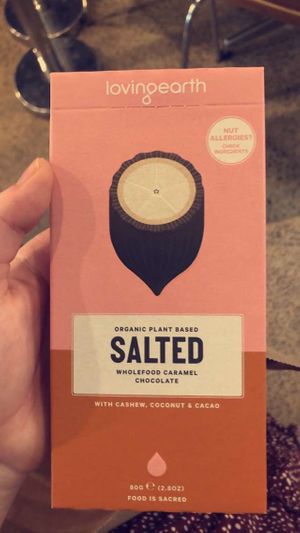 lovingearth
NUT
ALLERGIES?
CHECK
INGREDIENTS
ORGANIC PLANT BASED
SALTED
WHOLEFOOD CARAMEL
CHOCOLATE
WITH CASHEW, COCONUT & CACAO
80G ℮ (2.8OZ)
FOOD IS SACRED